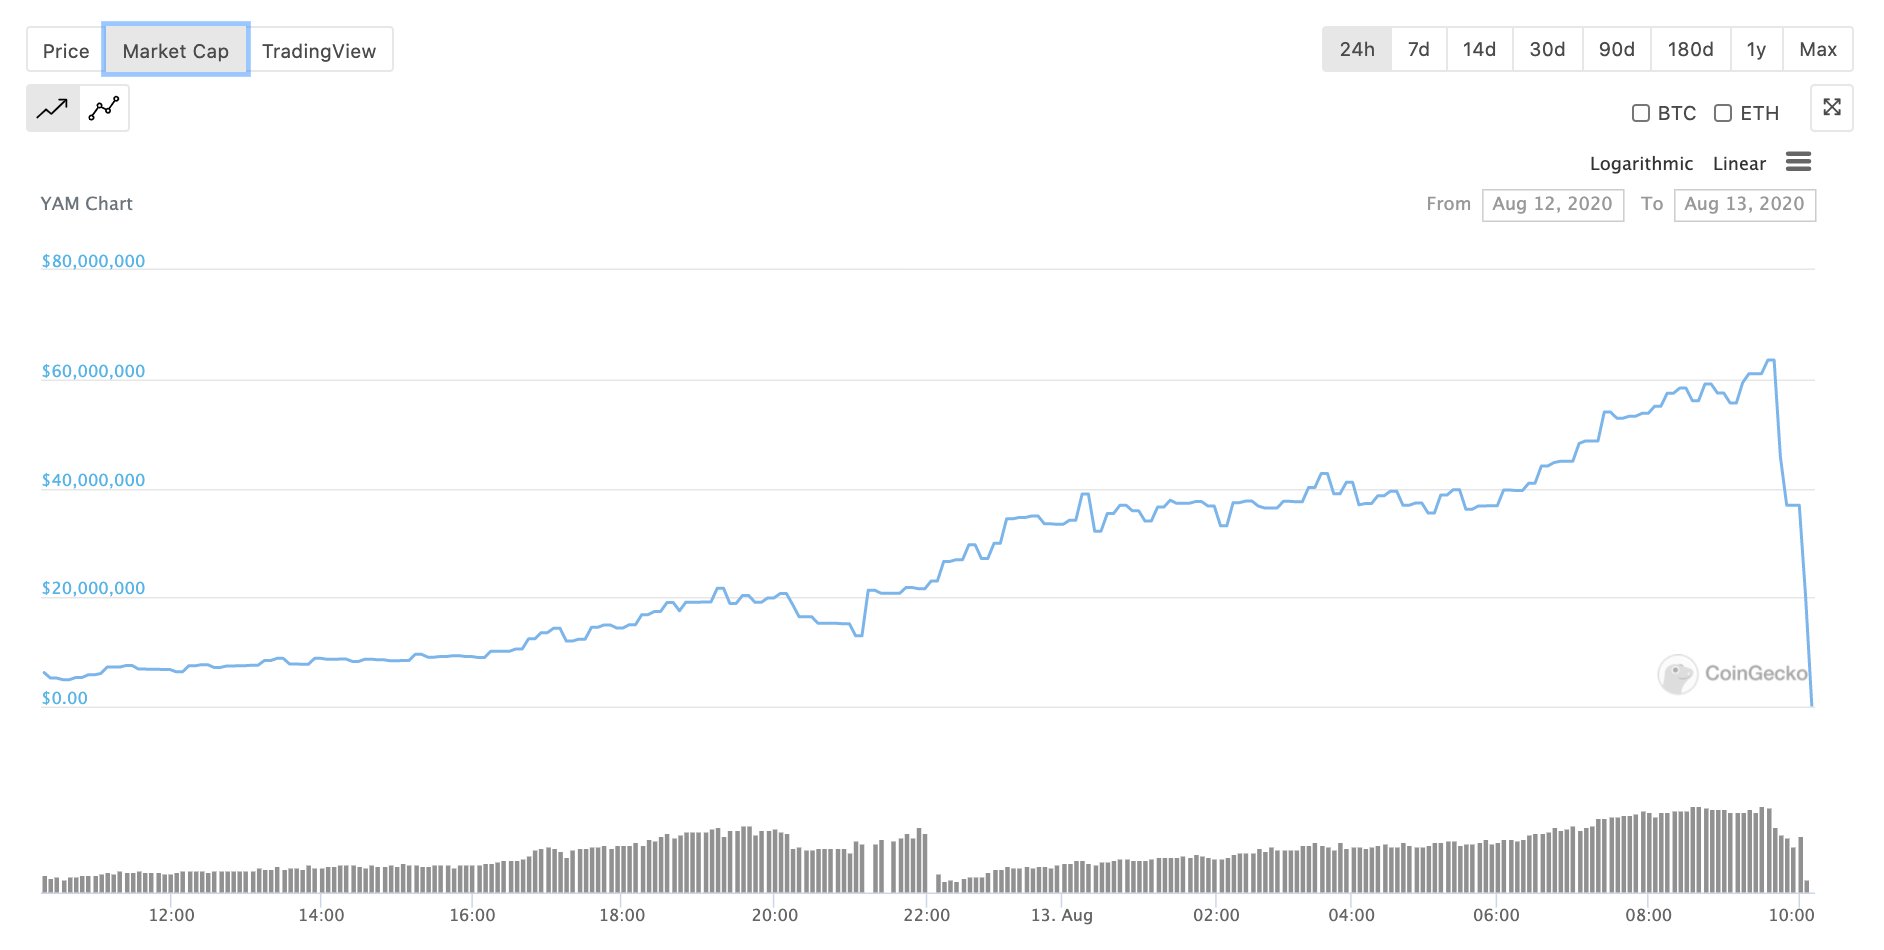 Price Market Cap TradingView 24h 7d 14d 30d 90d 180d 1y Max
BTC ETH
Logarithmic Linear
YAM Chart From Aug 12, 2020 To Aug 13, 2020
$80,000,000
$60,000,000
$40,000,000
$20,000,000
CoinGecko
$0.00
12:00 14:00 16:00 18:00 20:00 22:00 13. Aug 02:00 04:00 06:00 08:00 10:00